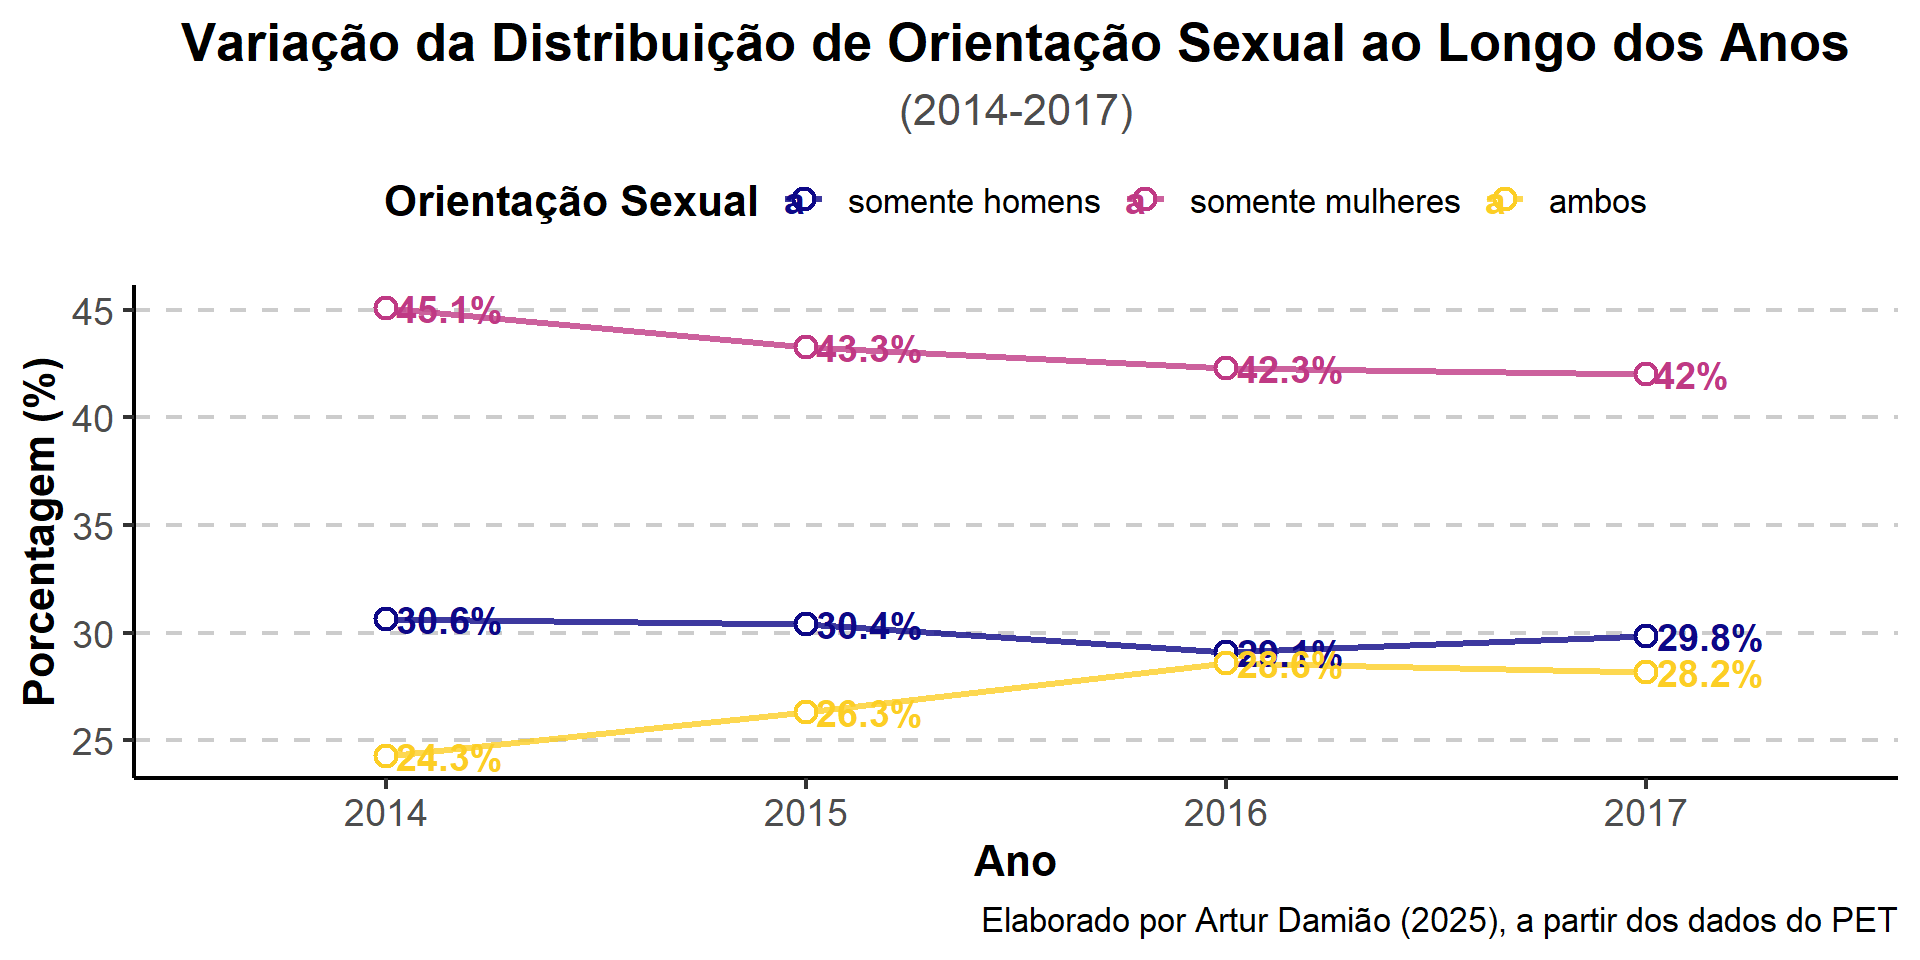 Variação da Distribuição de Orientação Sexual ao Longo dos Anos
(2014-2017)
Orientação Sexual a somente homens a somente mulheres a ambos
Porcentagem (%)
45
40
35
30
25
45.1% 43.3% 42.3% 42%
30.6% 30.4% 29.1% 29.8%
24.3% 26.3% 28.6% 28.2%
2014 2015 2016 2017
Ano
Elaborado por Artur Damião (2025), a partir dos dados do PET